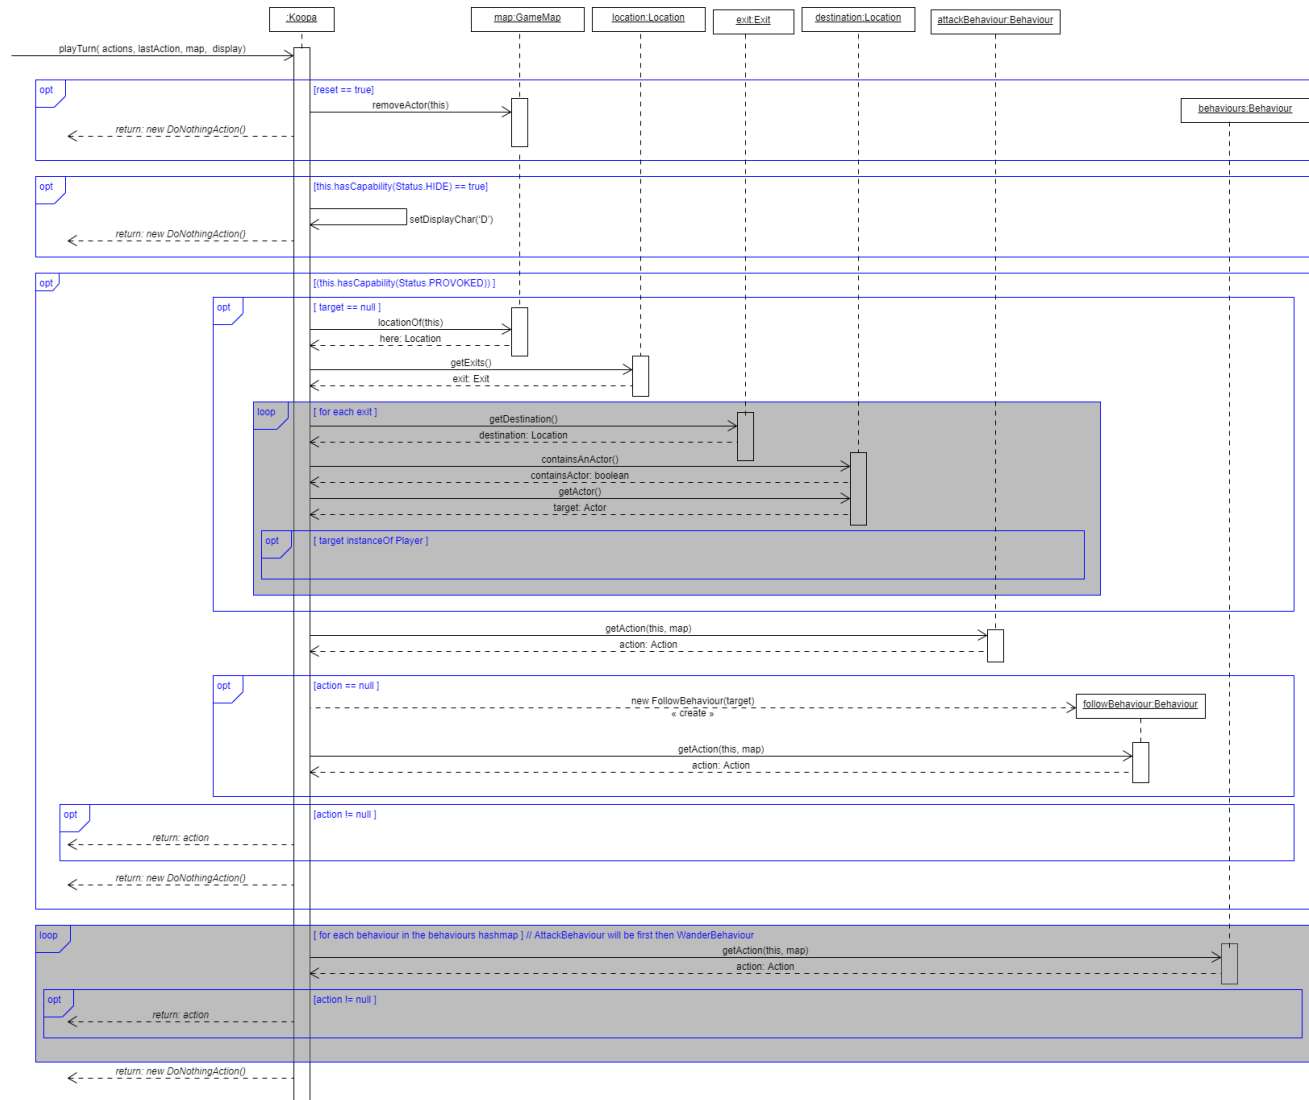 :Koopa
map:GameMap
location:Location
exit:Exit
destination:Location
attackBehaviour:Behaviour
playTurn( actions, lastAction, map, display)
opt
[reset == true]
removeActor(this)
behaviours:Behaviour
return: new DoNothingAction()
opt
[this.hasCapability(Status.HIDE) == true]
setDisplayChar('D')
return: new DoNothingAction()
opt
[(this.hasCapability(Status.PROVOKED)) ]
opt
[ target == null ]
locationOf(this)
here: Location
getExits()
exit: Exit
loop
[ for each exit ]
getDestination()
destination: Location
containsAnActor()
containsActor: boolean
getActor()
target: Actor
opt
[ target instanceOf Player ]
getAction(this, map)
action: Action
opt
[action == null ]
new FollowBehaviour(target)
« create »
followBehaviour:Behaviour
getAction(this, map)
action: Action
opt
[action != null ]
return: action
return: new DoNothingAction()
loop
[ for each behaviour in the behaviours hashmap ] // AttackBehaviour will be first then WanderBehaviour
getAction(this, map)
action: Action
opt
[action != null ]
return: action
return: new DoNothingAction()